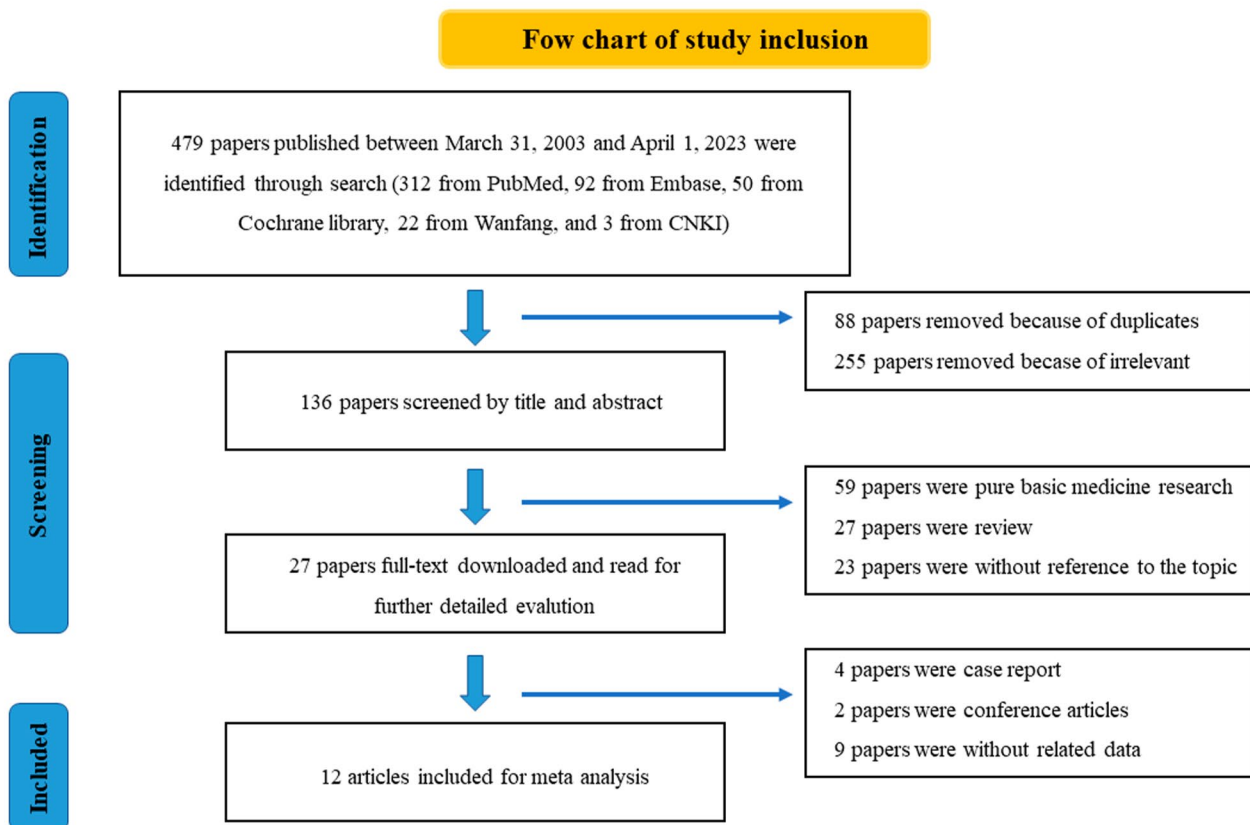 Fow chart of study inclusion
Identification
479 papers published between March 31, 2003 and April 1, 2023 were
identified through search (312 from PubMed, 92 from Embase, 50 from
Cochrane library, 22 from Wanfang, and 3 from CNKI)
88 papers removed because of duplicates
255 papers removed becase of irrelevant
Screening
136 papers screened by title and abstract
59 papers were pure basic medicine research
27 papers were review
23 papers were without reference to the topic
27 papers full-text downloaded and read for
further detailed evalution
4 papers were case report
2 papers were conference articles
9 papers were without related data
Included
12 articles included for meta analysis